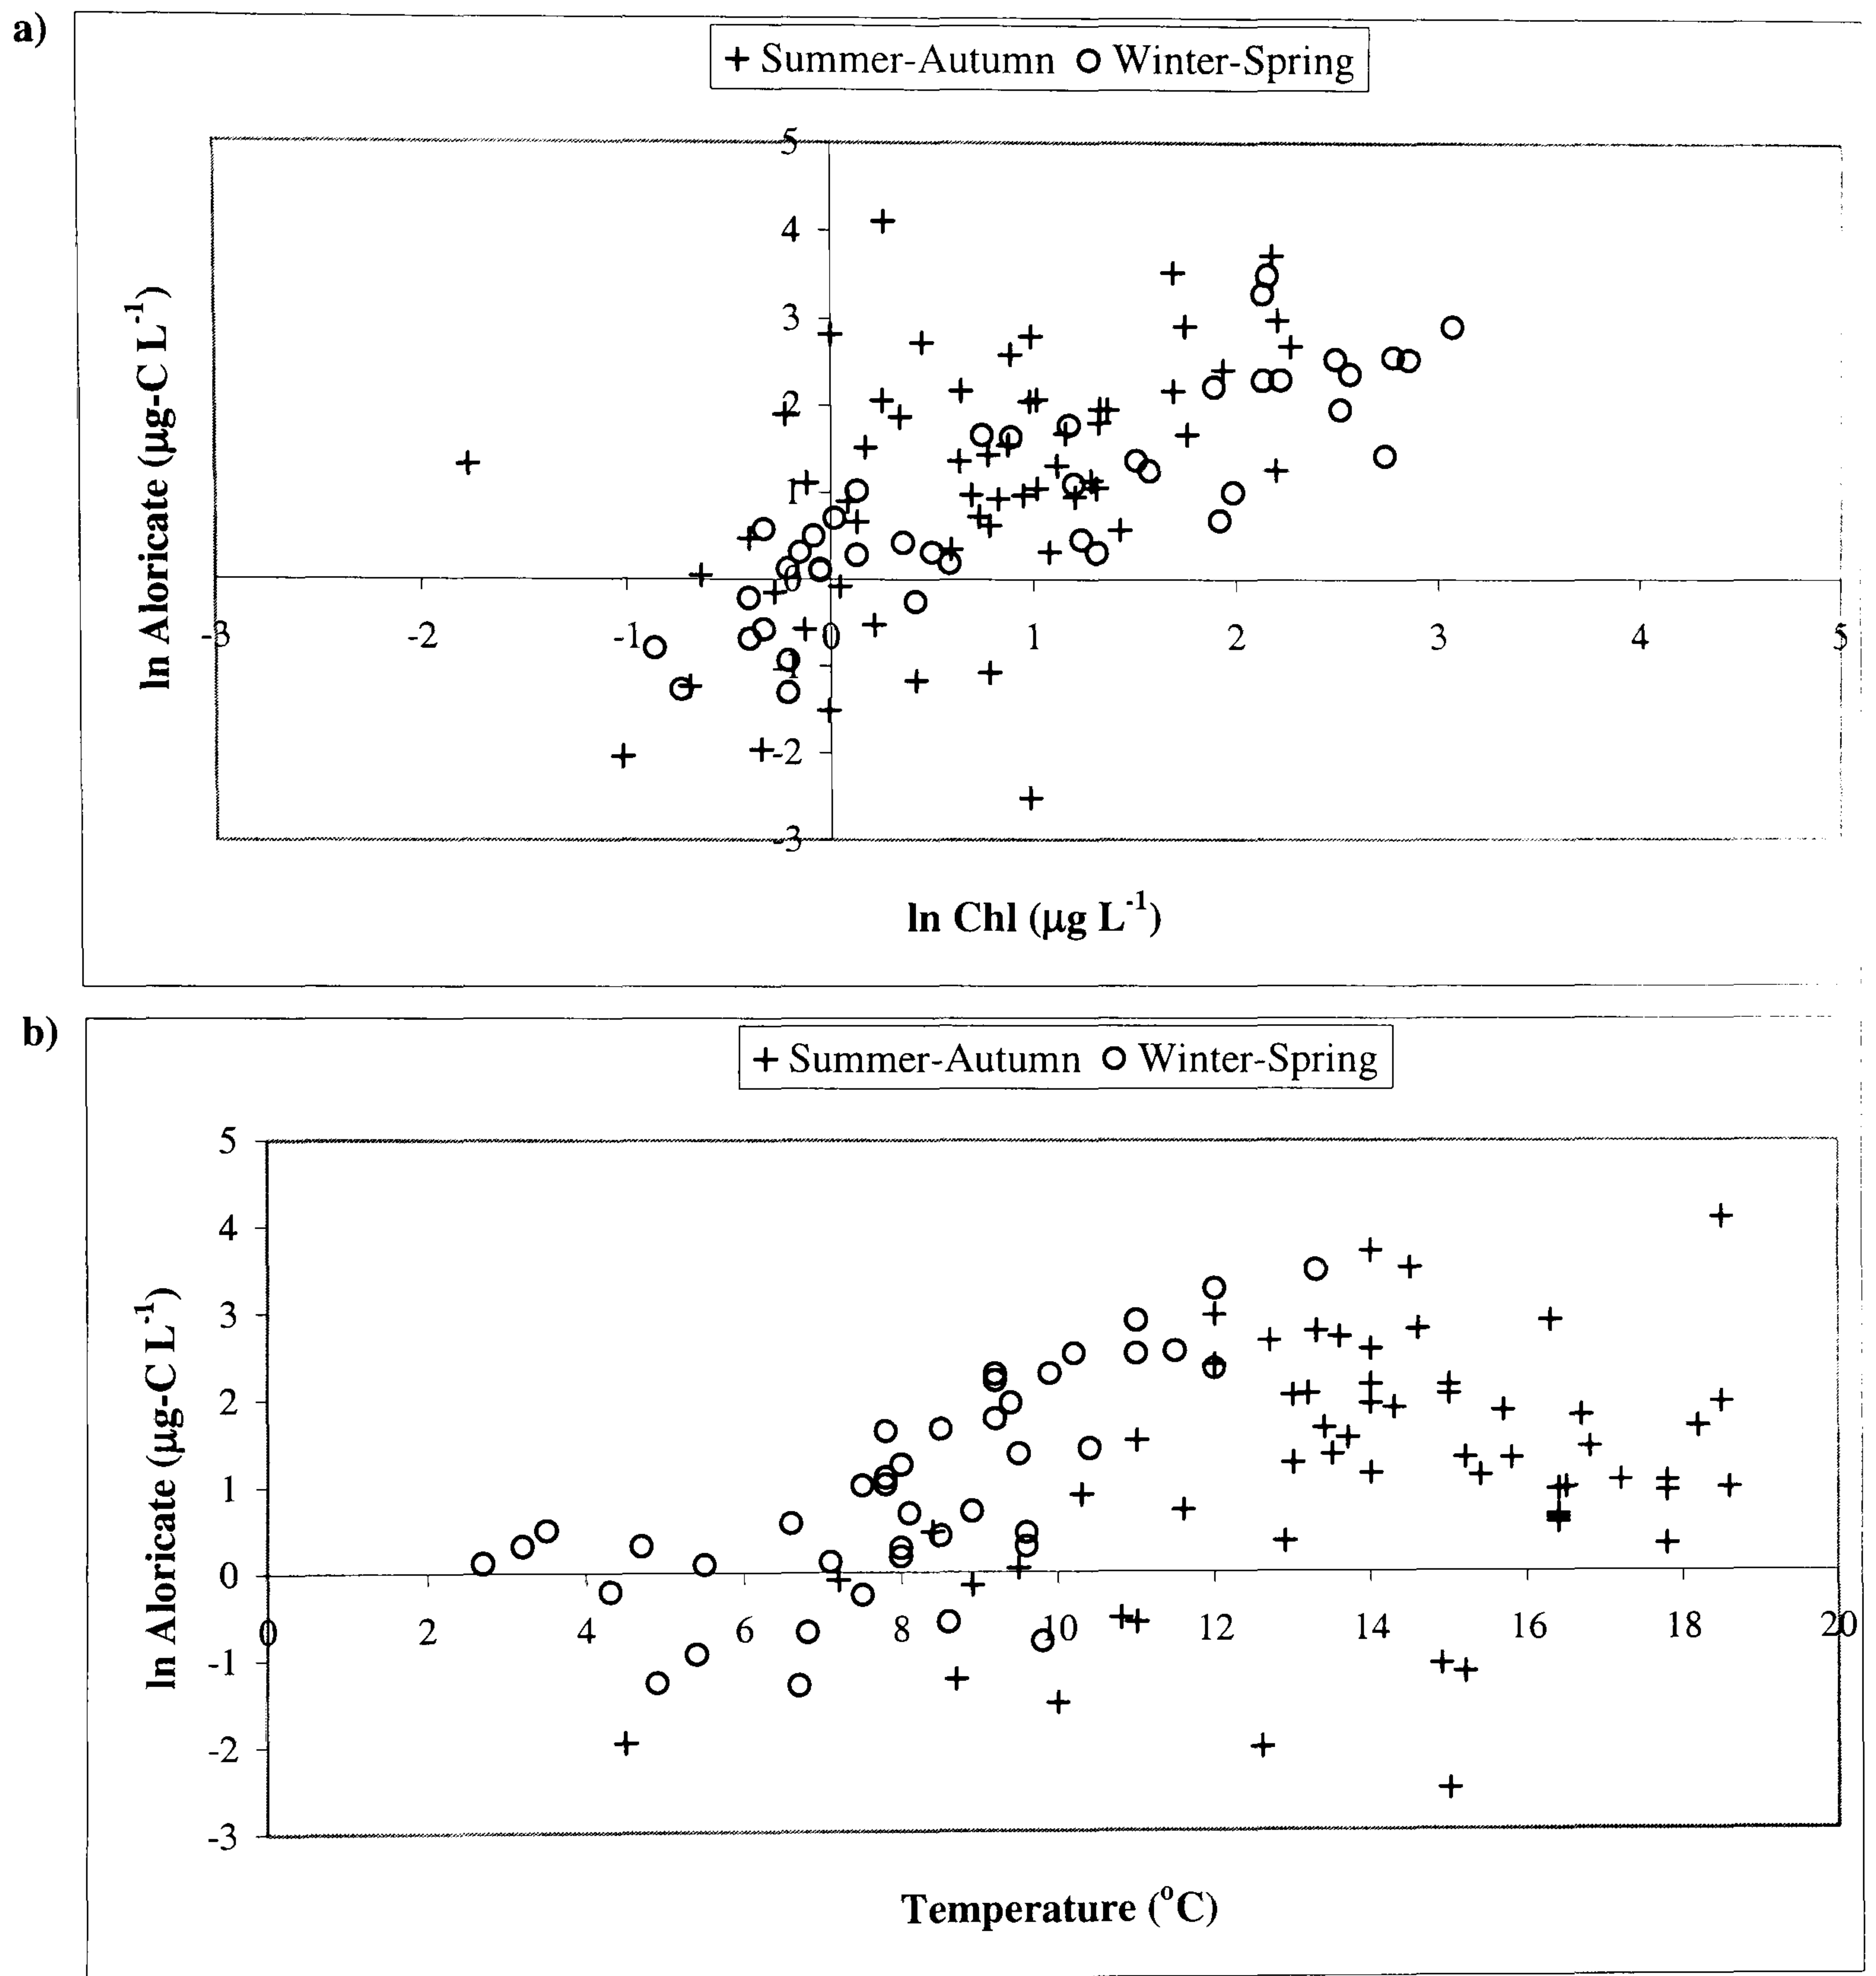 a)
+ Summer-Autumn O Winter-Spring
5
4
3
2
1
0
-1
-2
-3
-3 -2 -1 0 1 2 3 4 5
ln Aloricate (µg-C L⁻¹)
ln Chl (µg L⁻¹)
b)
+ Summer-Autumn O Winter-Spring
5
4
3
2
1
0
-1
-2
-3
0 2 4 6 8 10 12 14 16 18 20
ln Aloricate (µg-C L⁻¹)
Temperature (°C)